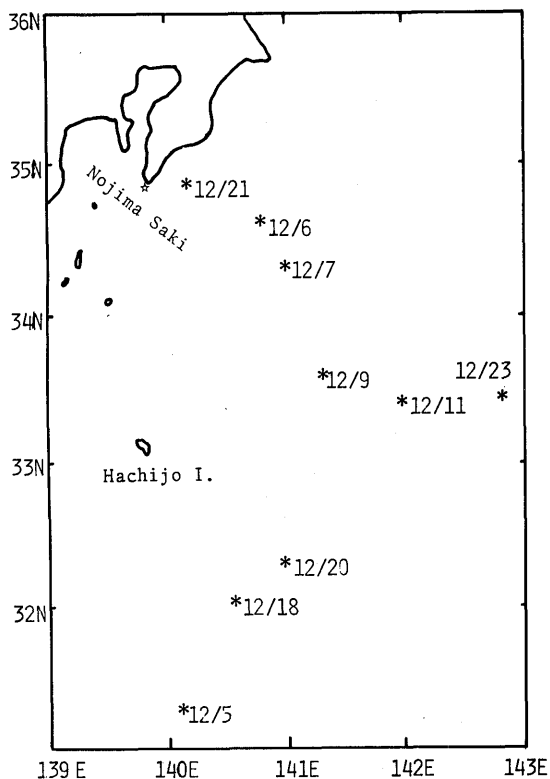 36N
35N
Nojima Saki
*12/21
*12/6
*12/7
34N
*12/9
12/23
*
*12/11
33N
Hachijo I.
*12/20
32N
*12/18
*12/5
139 E
140E
141E
142E
143E